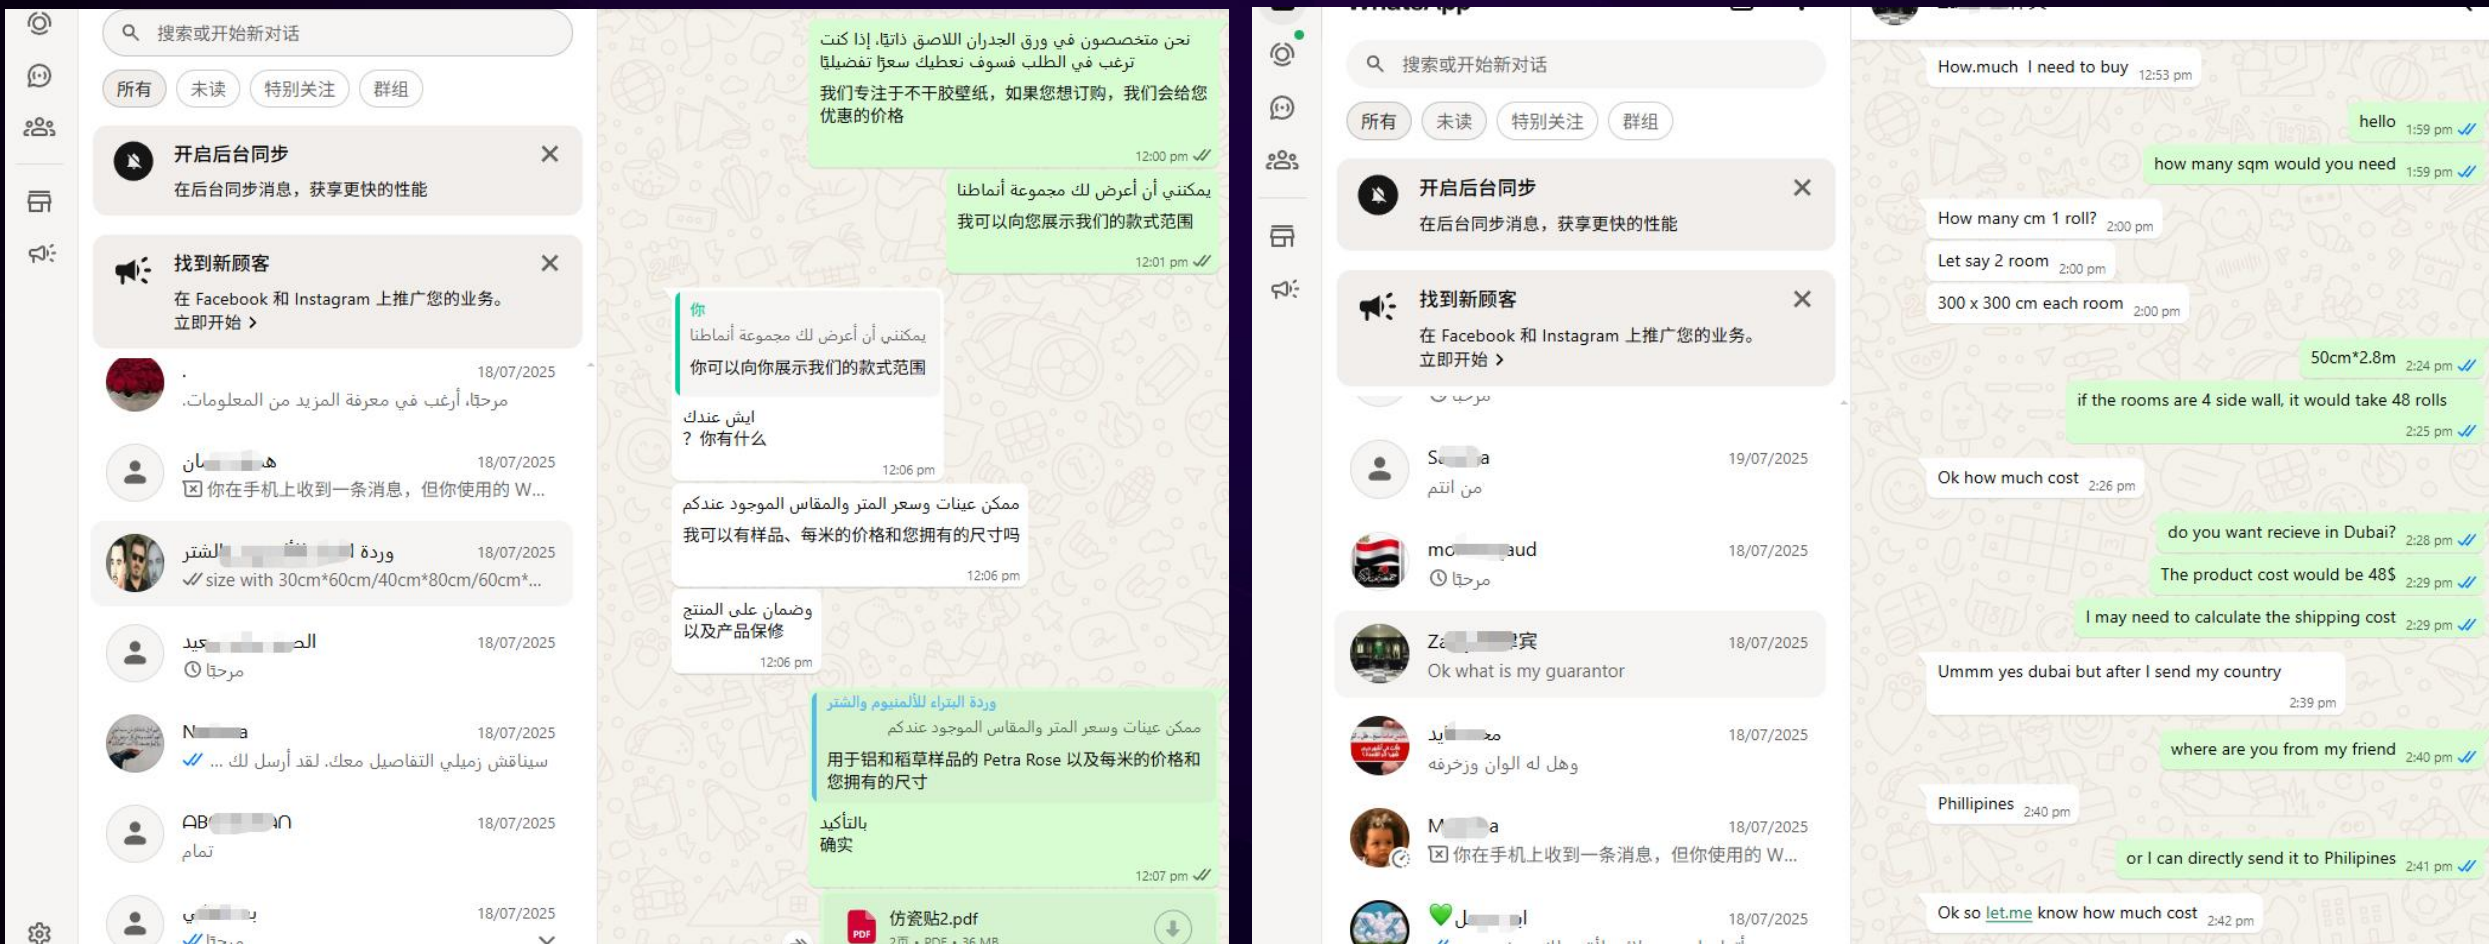 搜索或开始新对话
所有
未读
特别关注
群组
开启后台同步
在后台同步消息，获享更快的性能
找到新顾客
在 Facebook 和 Instagram 上推广您的业务。
立即开始 >
.
18/07/2025
مرحبًا، أرغب في معرفة المزيد من المعلومات.
18/07/2025
你在手机上收到一条消息，但你使用的 W...
وردة
والشتر
18/07/2025
size with 30cm*60cm/40cm*80cm/60cm*...
18/07/2025
مرحبًا
18/07/2025
سيناقش زميلي التفاصيل معك. لقد أرسل لك ...
18/07/2025
تمام
18/07/2025
نحن متخصصون في ورق الجدران اللاصق ذاتيًا، إذا كنت
ترغب في الطلب فسوف نعطيك سعرًا تفضيليًا
我们专注于不干胶壁纸，如果您想订购，我们会给您
优惠的价格
12:00 pm
يمكنني أن أعرض لك مجموعة أنماطنا
我可以向您展示我们的款式范围
12:01 pm
你
يمكنني أن أعرض لك مجموعة أنماطنا
你可以向你展示我们的款式范围
ايش عندك
? 你有什么
12:06 pm
ممكن عينات وسعر المتر والمقاس الموجود عندكم
我可以有样品、每米的价格和您拥有的尺寸吗
12:06 pm
وضمان على المنتج
以及产品保修
12:06 pm
وردة البتراء للألمنيوم والشتر
ممكن عينات وسعر المتر والمقاس الموجود عندكم
用于铝和稻草样品的 Petra Rose 以及每米的价格和
您拥有的尺寸
بالتأكيد
确实
12:07 pm
仿瓷贴2.pdf
2页 • PDF • 36 MB
WhatsApp
搜索或开始新对话
所有
未读
特别关注
群组
开启后台同步
在后台同步消息，获享更快的性能
找到新顾客
在 Facebook 和 Instagram 上推广您的业务。
立即开始 >
19/07/2025
من انتم
18/07/2025
مرحبًا
18/07/2025
Ok what is my guarantor
18/07/2025
وهل له الوان وزخرفه
18/07/2025
你在手机上收到一条消息，但你使用的 W...
18/07/2025
How.much I need to buy 12:53 pm
hello 1:59 pm
how many sqm would you need 1:59 pm
How many cm 1 roll? 2:00 pm
Let say 2 room 2:00 pm
300 x 300 cm each room 2:00 pm
50cm*2.8m 2:24 pm
if the rooms are 4 side wall, it would take 48 rolls
2:25 pm
Ok how much cost 2:26 pm
do you want recieve in Dubai? 2:28 pm
The product cost would be 48$ 2:29 pm
I may need to calculate the shipping cost 2:29 pm
Ummm yes dubai but after I send my country
2:39 pm
where are you from my friend 2:40 pm
Phillipines 2:40 pm
or I can directly send it to Philipines 2:41 pm
Ok so let.me know how much cost 2:42 pm